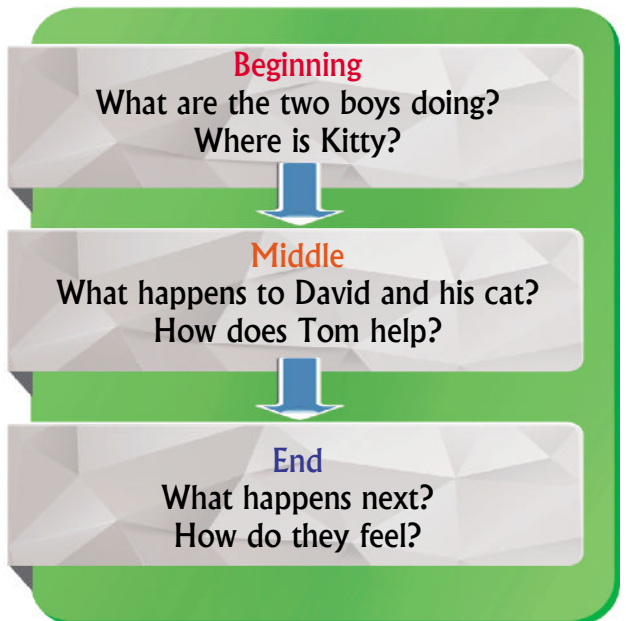 Beginning
What are the two boys doing?
Where is Kitty?
Middle
What happens to David and his cat?
How does Tom help?
End
What happens next?
How do they feel?